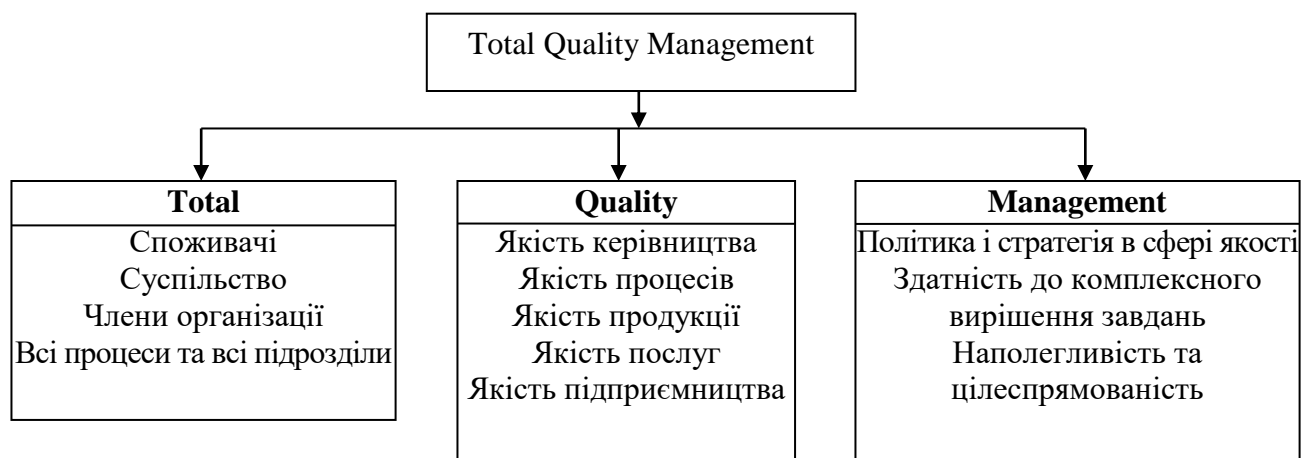 Total Quality Management
Total
Споживачі
Суспільство
Члени організації
Всі процеси та всі підрозділи
Quality
Якість керівництва
Якість процесів
Якість продукції
Якість послуг
Якість підприємництва
Management
Політика і стратегія в сфері якості
Здатність до комплексного
вирішення завдань
Наполегливість та
цілеспрямованість